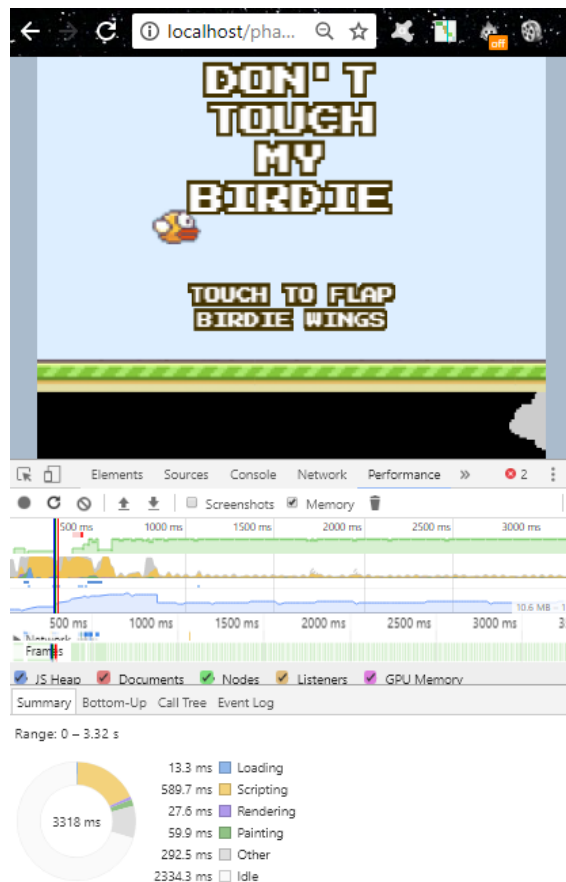 localhost/pha...
off
DON'T
TOUCH
MY
BIRDIE
TOUCH TO FLAP
BIRDIE WINGS
Elements Sources Console Network Performance » 2
Screenshots Memory
500 ms 1000 ms 1500 ms 2000 ms 2500 ms 3000 ms
10.6 MB – 1
500 ms 1000 ms 1500 ms 2000 ms 2500 ms 3000 ms 3
Network
Frames
JS Heap Documents Nodes Listeners GPU Memory
Summary Bottom-Up Call Tree Event Log
Range: 0 – 3.32 s
13.3 ms Loading
589.7 ms Scripting
27.6 ms Rendering
3318 ms
59.9 ms Painting
292.5 ms Other
2334.3 ms Idle